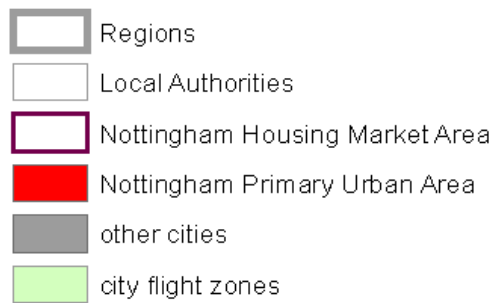 Regions
Local Authorities
Nottingham Housing Market Area
Nottingham Primary Urban Area
other cities
city flight zones